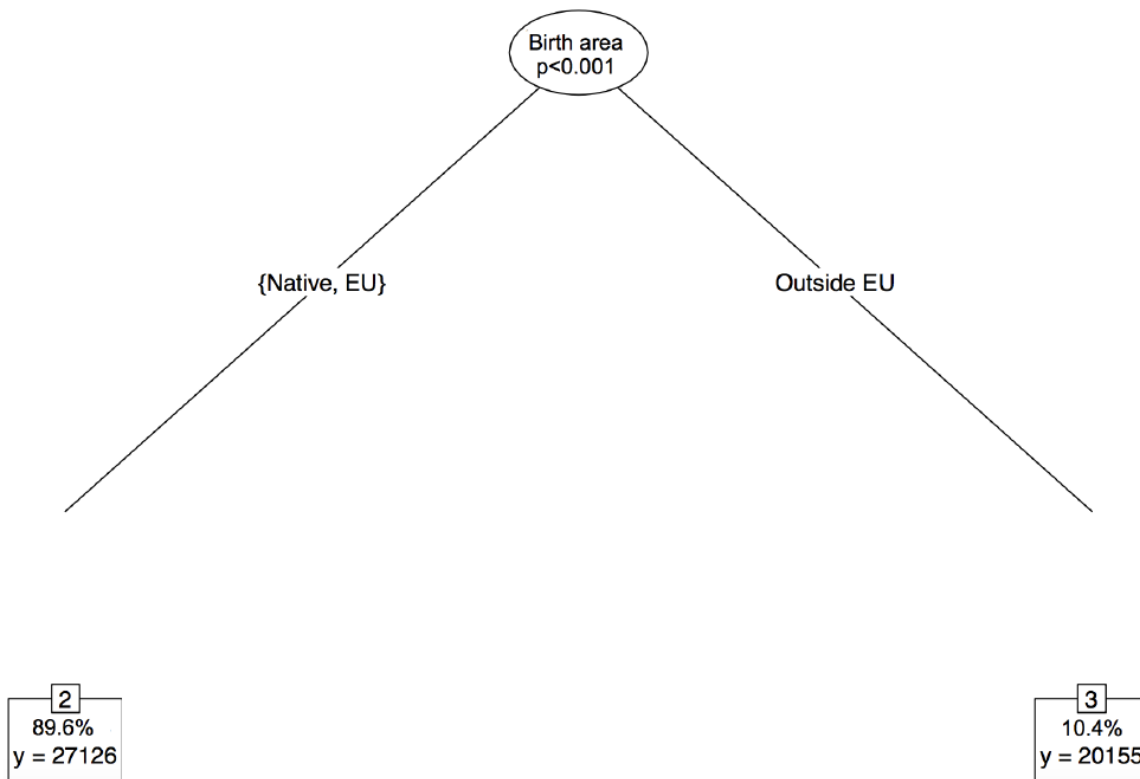 Birth area
p<0.001
{Native, EU}
Outside EU
2
89.6%
y = 27126
3
10.4%
y = 20155